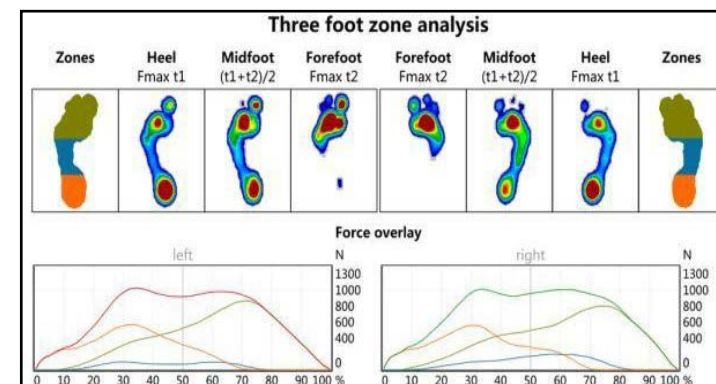 Three foot zone analysis
Zones Heel Midfoot Forefoot Forefoot Midfoot Heel Zones
Fmax t1 (t1+t2)/2 Fmax t2 Fmax t2 (t1+t2)/2 Fmax t1
Force overlay
left N right N
1300 1300
1000 1000
800 800
600 600
400 400
0 0
0 10 20 30 40 50 60 70 80 90 100 % 0 10 20 30 40 50 60 70 80 90 100 %